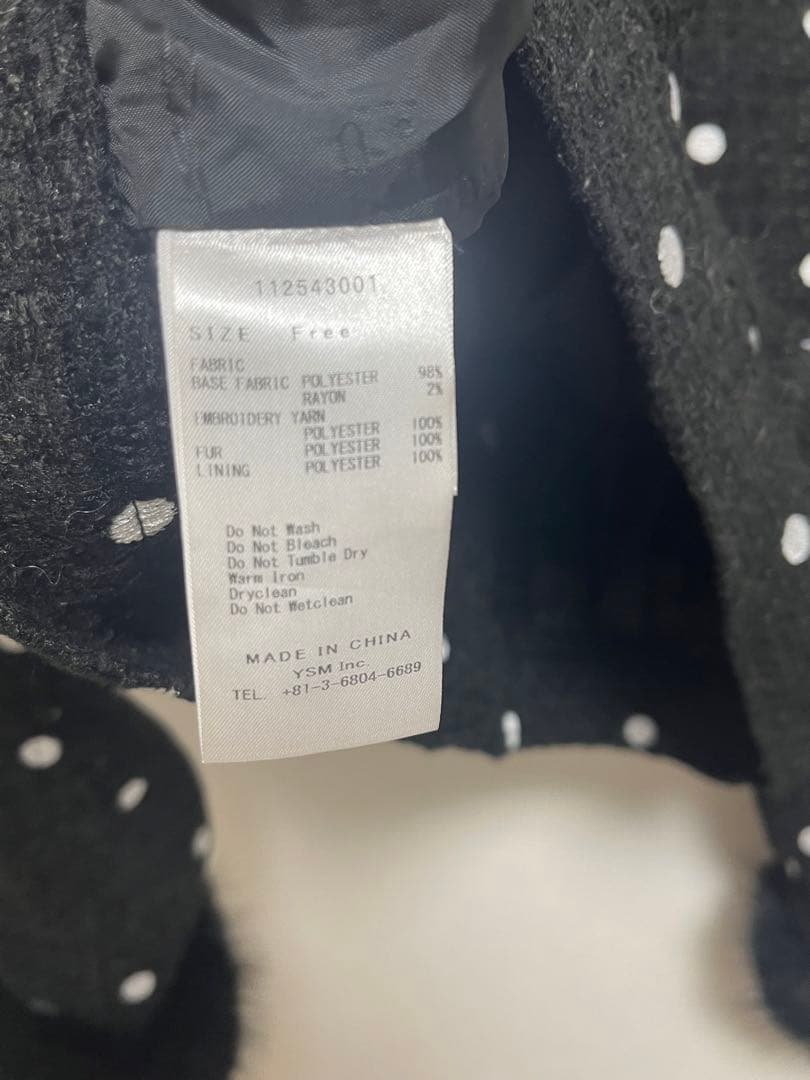 112543001
SIZE Free
FABRIC
BASE FABRIC POLYESTER 98%
RAYON 2%
EMBROIDERY YARN
POLYESTER 100%
FUR POLYESTER 100%
LINING POLYESTER 100%
Do Not Wash
Do Not Bleach
Do Not Tumble Dry
Warm Iron
Dryclean
Do Not Wetclean
MADE IN CHINA
YSM Inc.
TEL. +81-3-6804-6689